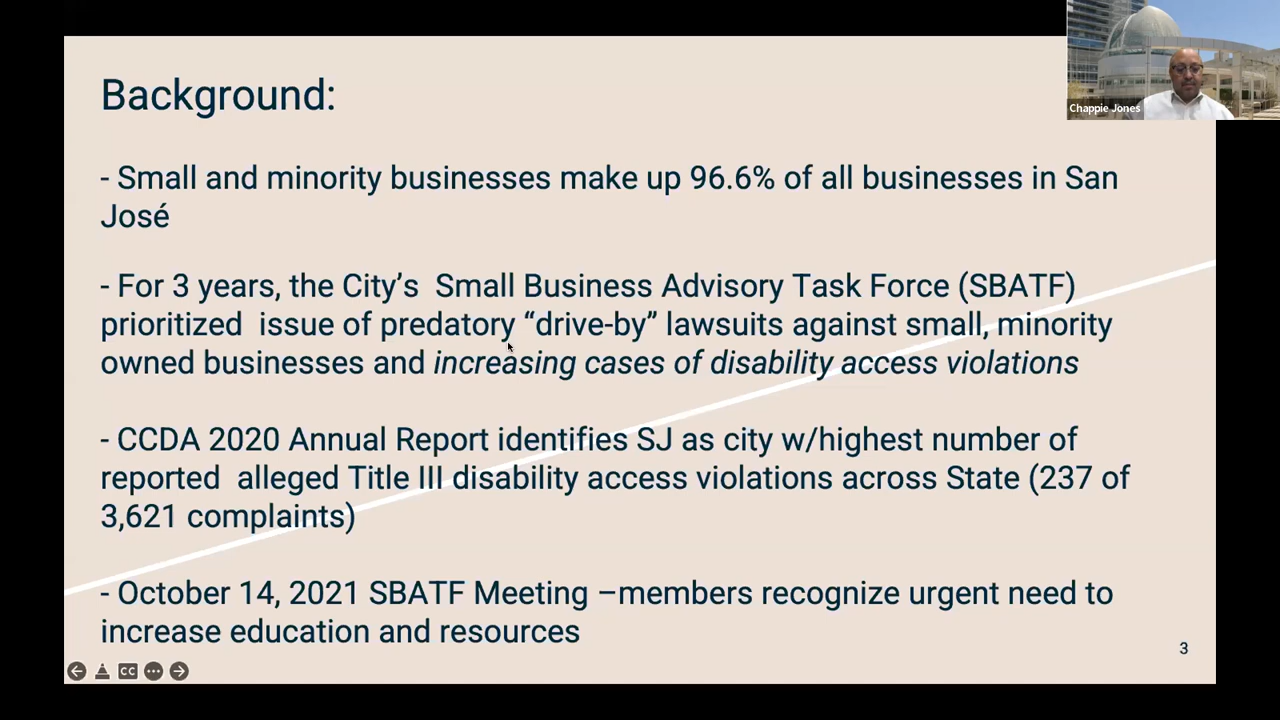 Background:
Chappie Jones
- Small and minority businesses make up 96.6% of all businesses in San
José
- For 3 years, the City’s  Small Business Advisory Task Force (SBATF)
prioritized  issue of predatory “drive-by” lawsuits against small, minority
owned businesses and increasing cases of disability access violations
- CCDA 2020 Annual Report identifies SJ as city w/highest number of
reported  alleged Title III disability access violations across State (237 of
3,621 complaints)
- October 14, 2021 SBATF Meeting –members recognize urgent need to
increase education and resources
3
CC